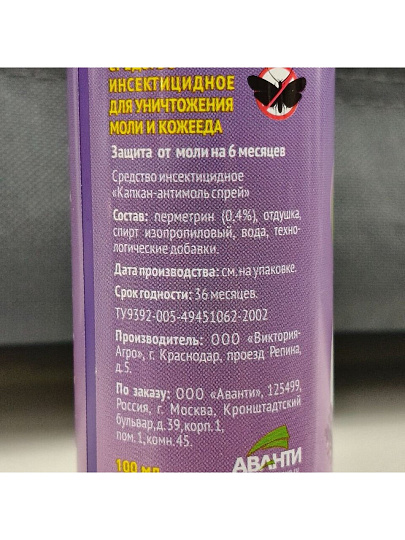 СРЕДСТВО
ИНСЕКТИЦИДНОЕ
ДЛЯ УНИЧТОЖЕНИЯ
МОЛИ И КОЖЕЕДА
Защита от моли на 6 месяцев
Средство инсектицидное
«Капкан-антимоль спрей»
Состав: перметрин (0,4%), отдушка,
спирт изопропиловый, вода, техно-
логические добавки.
Дата производства: см. на упаковке.
Срок годности: 36 месяцев.
ТУ9392-005-49451062-2002
Производитель: ООО «Виктория-
Агро», г. Краснодар, проезд Репина,
д.5.
По заказу: ООО «Аванти», 125499,
Россия, г. Москва, Кронштадтский
бульвар, д.39, корп.1,
пом.1, комн.45.
100 мл
АВАНТИ